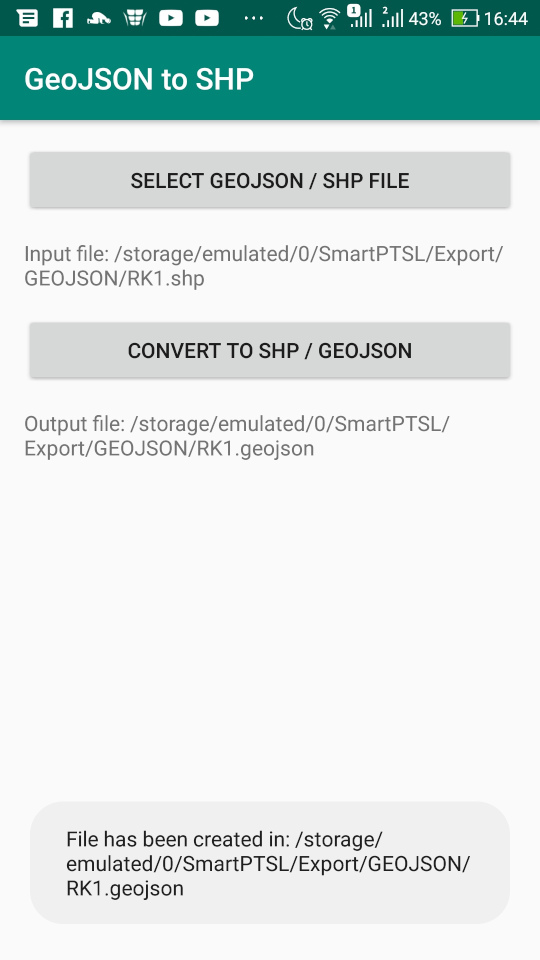 1 2 43% 16:44
GeoJSON to SHP
SELECT GEOJSON / SHP FILE
Input file: /storage/emulated/0/SmartPTSL/Export/
GEOJSON/RK1.shp
CONVERT TO SHP / GEOJSON
Output file: /storage/emulated/0/SmartPTSL/
Export/GEOJSON/RK1.geojson
File has been created in: /storage/
emulated/0/SmartPTSL/Export/GEOJSON/
RK1.geojson